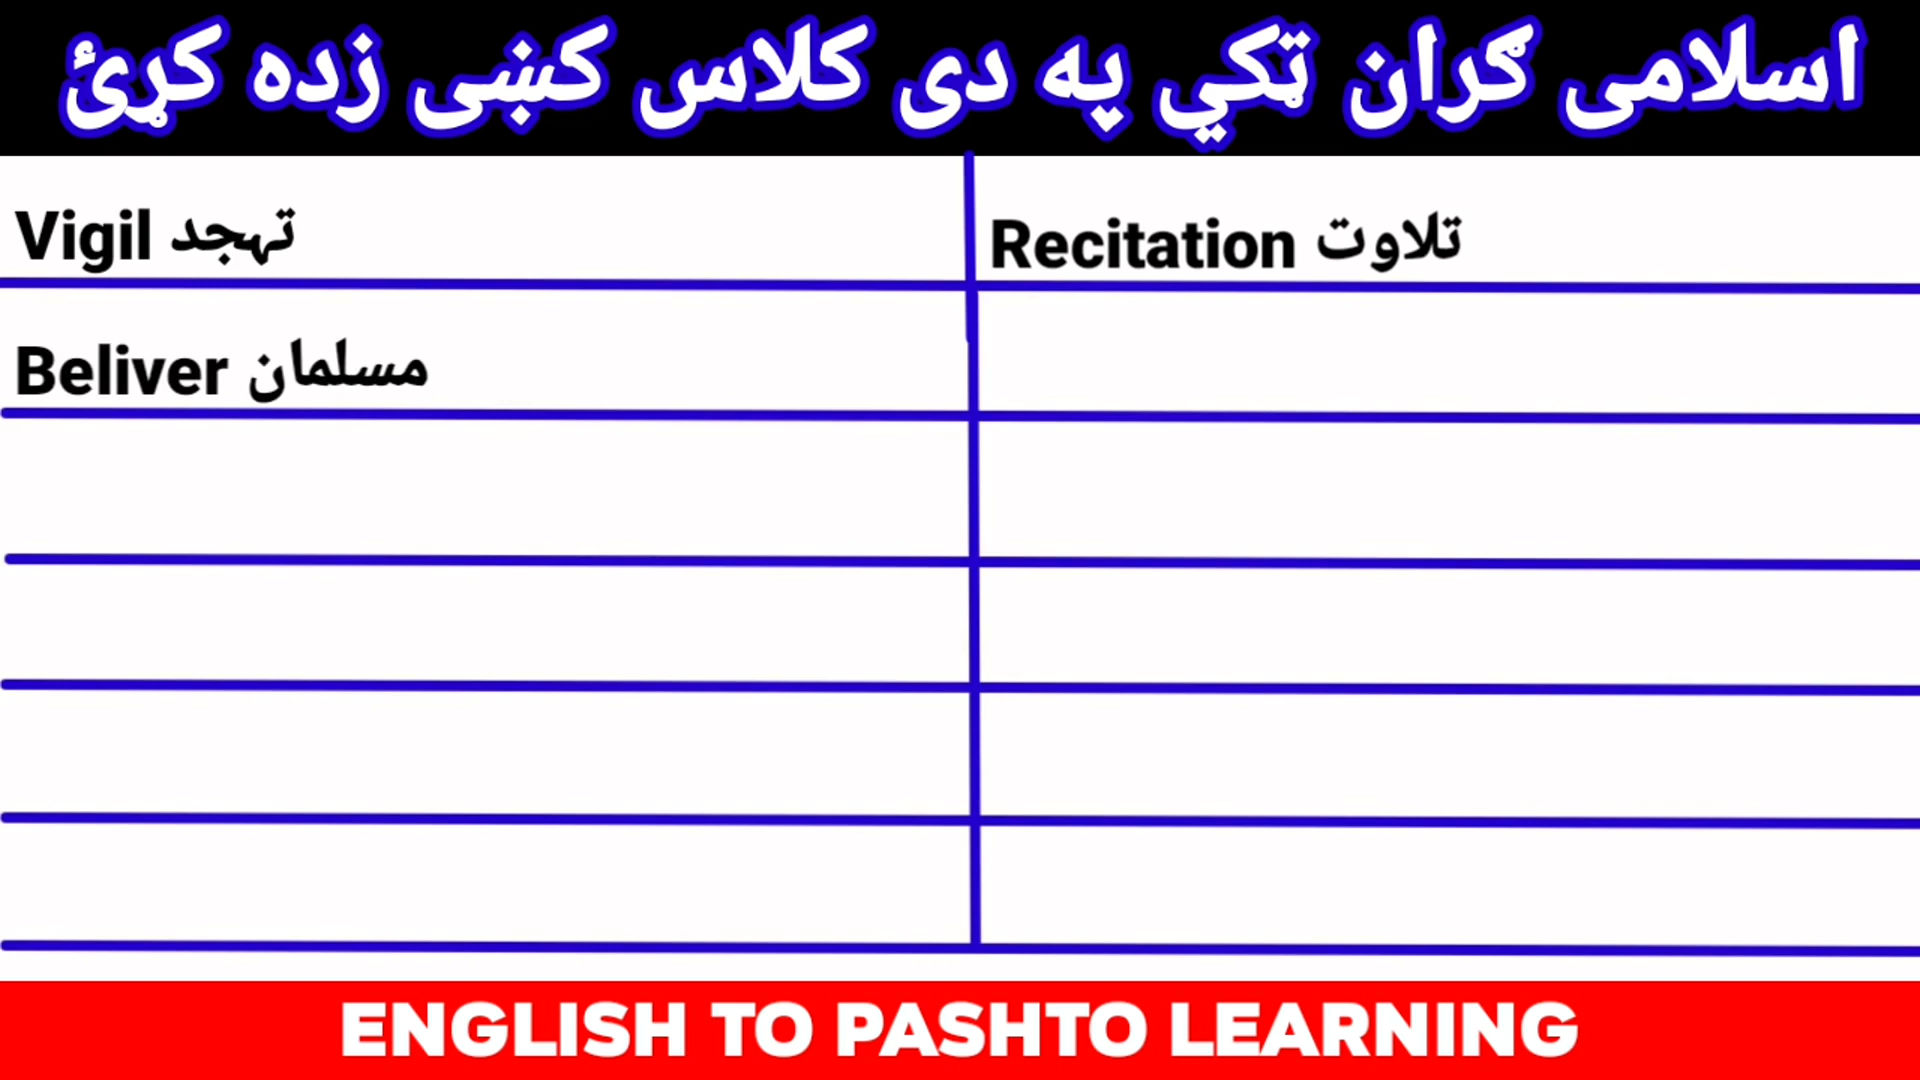 اسلامی ګران ټکي په دی کلاس کښی زده کړئ
Vigil تهجد
Recitation تلاوت
Beliver مسلمان
ENGLISH TO PASHTO LEARNING